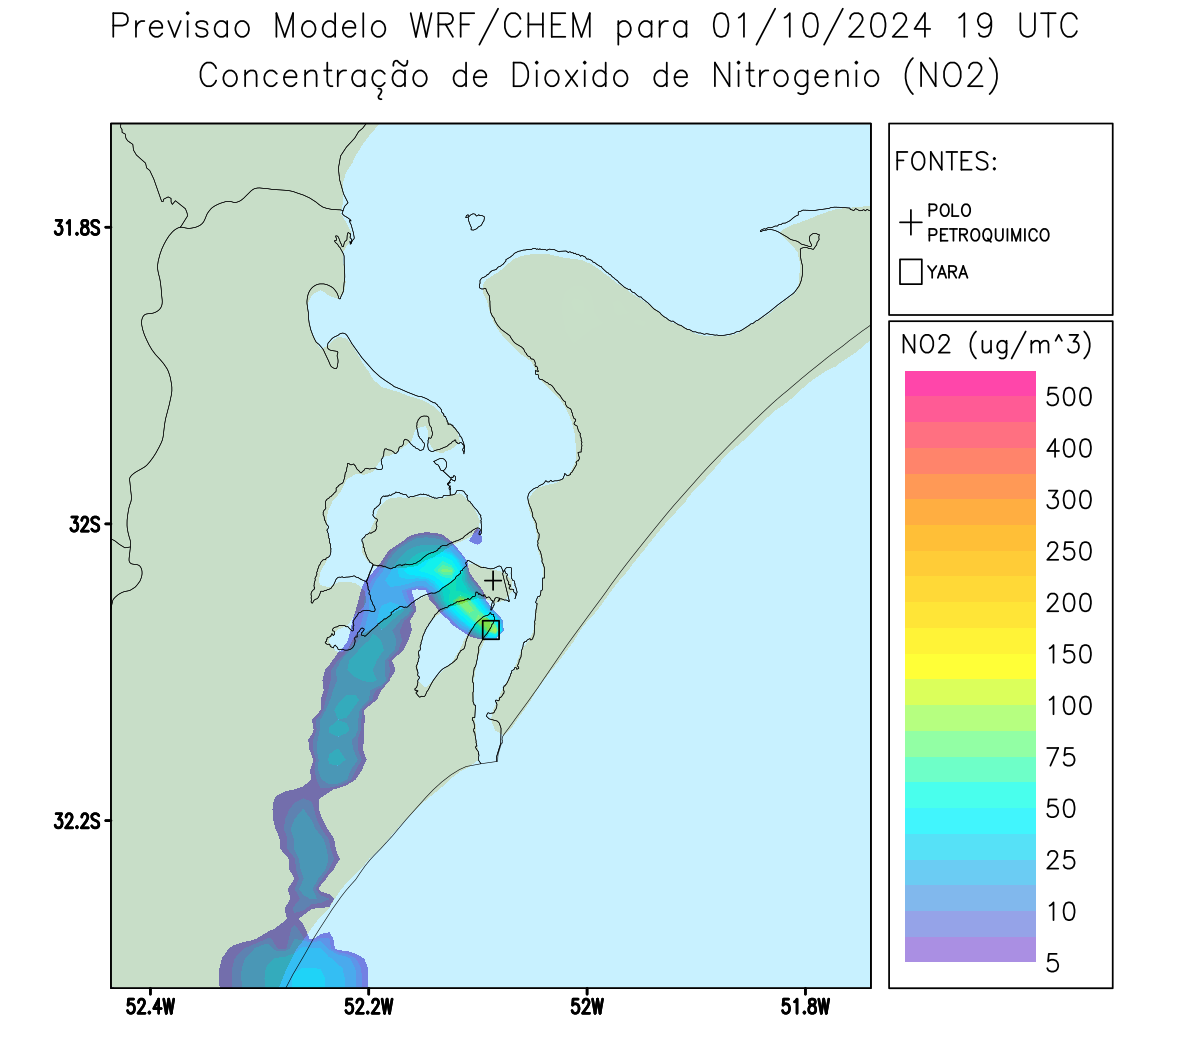 Previsao Modelo WRF/CHEM para 01/10/2024 19 UTC
Concentração de Dioxido de Nitrogenio (NO2)
FONTES:
POLO
PETROQUIMICO
YARA
NO2 (ug/m^3)
500
400
300
250
200
150
100
75
50
25
10
5
31.8S
32S
32.2S
52.4W
52.2W
52W
51.8W